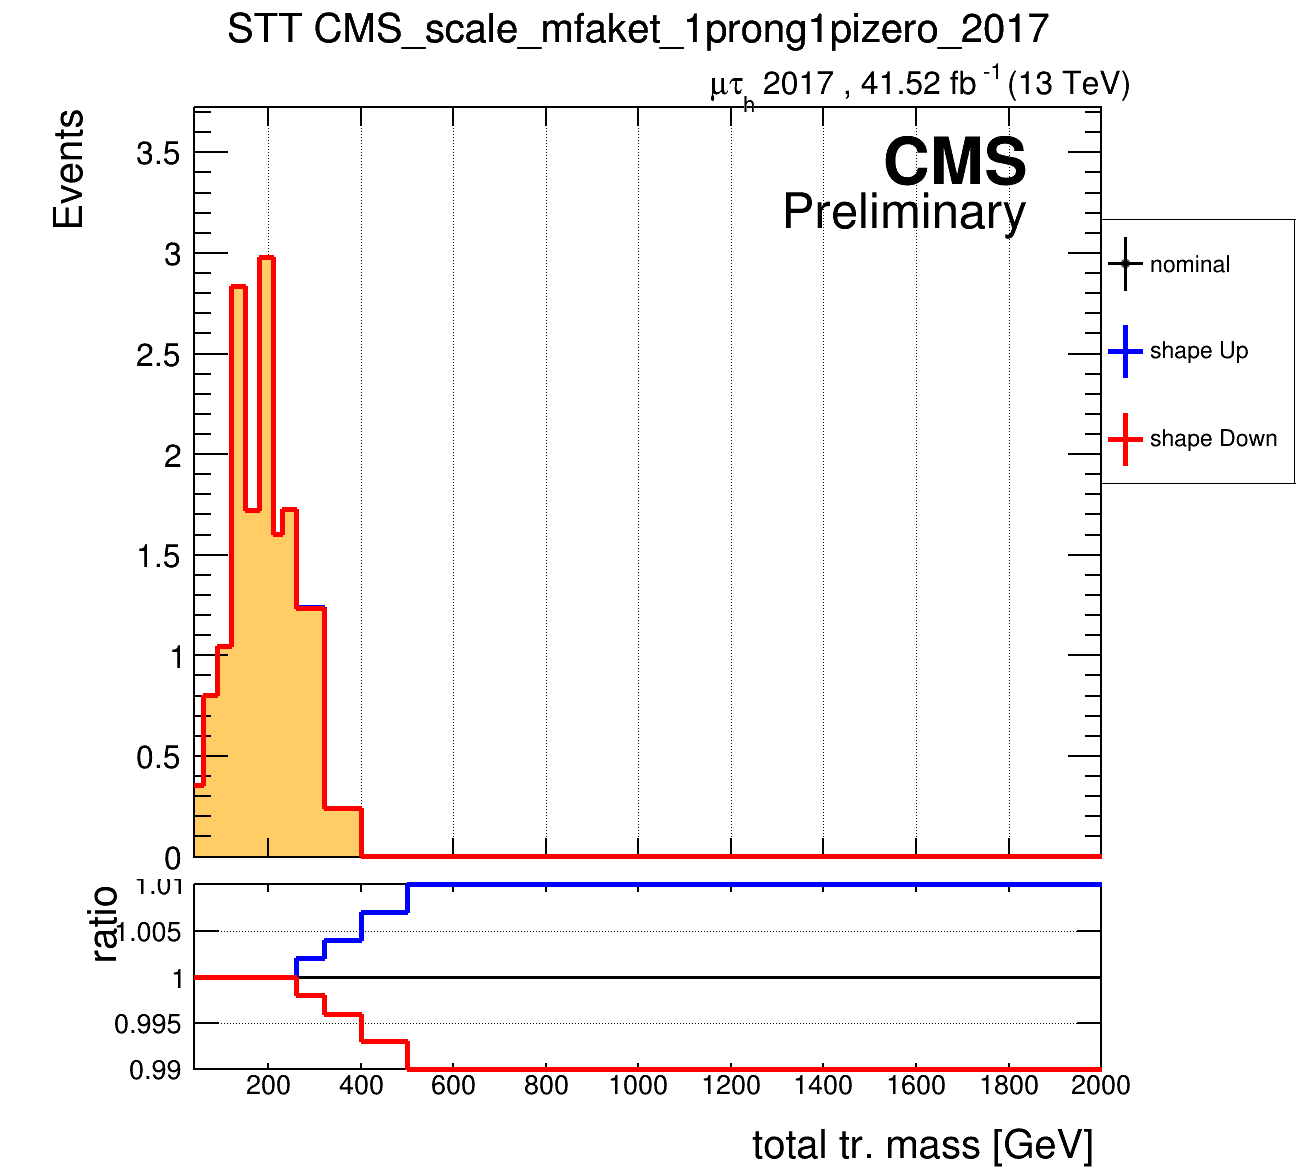 STT CMS_scale_mfaket_1prong1pizero_2017
μτh 2017 , 41.52 fb-1 (13 TeV)
Events
CMS
Preliminary
3.5
3
2.5
2
1.5
1
0.5
0
nominal
shape Up
shape Down
ratio
1.01
1.005
1
0.995
0.99
200 400 600 800 1000 1200 1400 1600 1800 2000
total tr. mass [GeV]